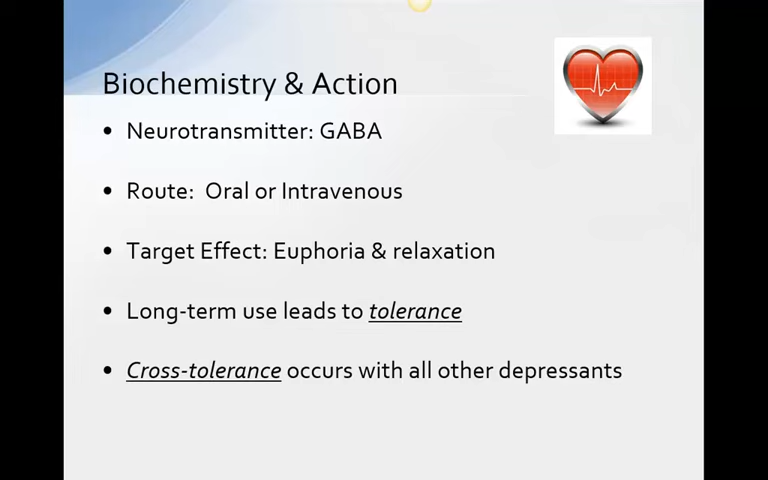 Biochemistry & Action
• Neurotransmitter: GABA
• Route: Oral or Intravenous
• Target Effect: Euphoria & relaxation
• Long-term use leads to tolerance
• Cross-tolerance occurs with all other depressants